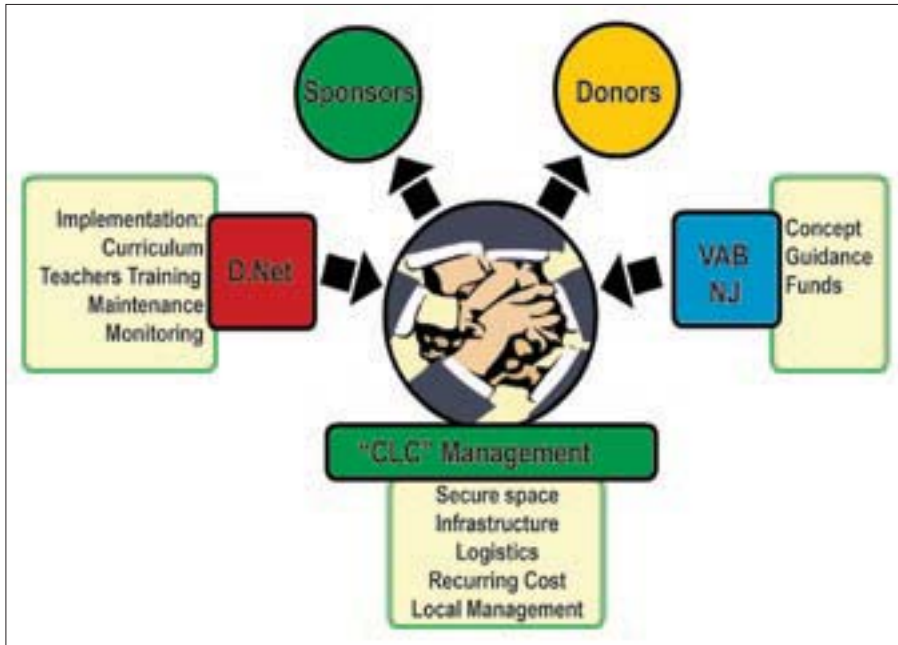 Sponsors
Donors
Implementation:
Curriculum
Teachers Training
Maintenance
Monitoring
D.Net
VAB
NJ
Concept
Guidance
Funds
"CLC" Management
Secure space
Infrastructure
Logistics
Recurring Cost
Local Management